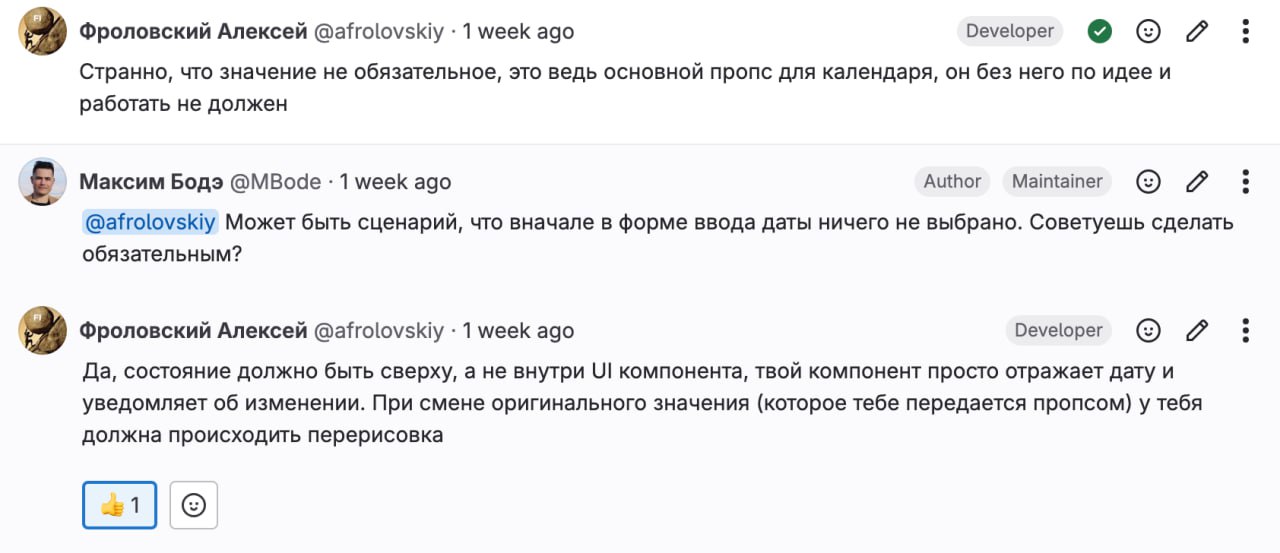 Фроловский Алексей @afrolovskiy · 1 week ago
Developer
Странно, что значение не обязательное, это ведь основной пропс для календаря, он без него по идее и
работать не должен
Максим Бодэ @MBode · 1 week ago
Author Maintainer
@afrolovskiy Может быть сценарий, что вначале в форме ввода даты ничего не выбрано. Советуешь сделать
обязательным?
Фроловский Алексей @afrolovskiy · 1 week ago
Developer
Да, состояние должно быть сверху, а не внутри UI компонента, твой компонент просто отражает дату и
уведомляет об изменении. При смене оригинального значения (которое тебе передается пропсом) у тебя
должна происходить перерисовка
👍 1